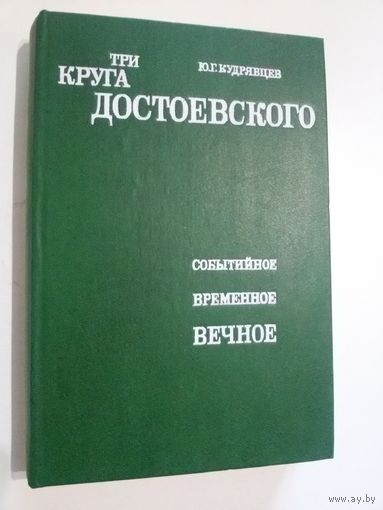 Ю.Г.КУДРЯВЦЕВ
ТРИ
КРУГА
ДОСТОЕВСКОГО
СОБЫТИЙНОЕ
ВРЕМЕННОЕ
ВЕЧНОЕ
www.ay.by